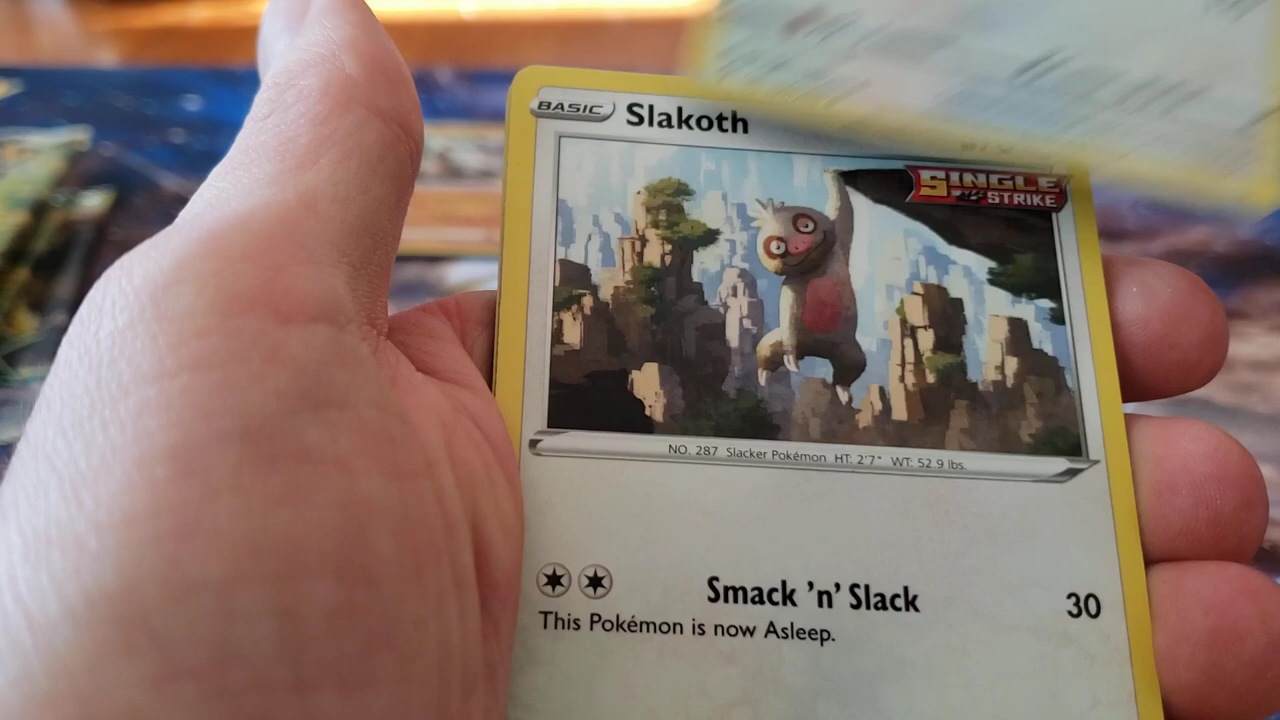 BASIC Slakoth
SINGLE
STRIKE
NO. 287 Slacker Pokémon HT: 2'7" WT: 52.9 lbs.
Smack 'n' Slack 30
This Pokémon is now Asleep.